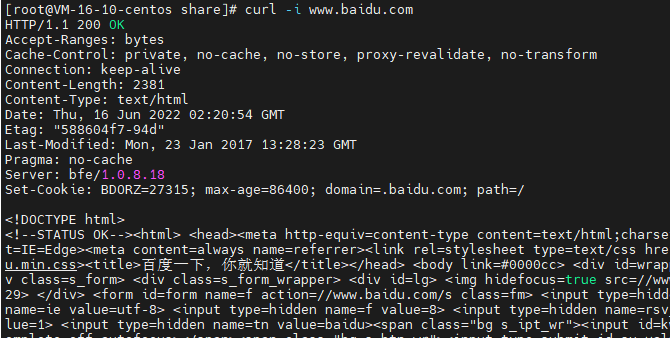 [root@VM-16-10-centos share]# curl -i www.baidu.com
HTTP/1.1 200 OK
Accept-Ranges: bytes
Cache-Control: private, no-cache, no-store, proxy-revalidate, no-transform
Connection: keep-alive
Content-Length: 2381
Content-Type: text/html
Date: Thu, 16 Jun 2022 02:20:54 GMT
Etag: "588604f7-94d"
Last-Modified: Mon, 23 Jan 2017 13:28:23 GMT
Pragma: no-cache
Server: bfe/1.0.8.18
Set-Cookie: BDORZ=27315; max-age=86400; domain=.baidu.com; path=/
<!DOCTYPE html>
<!--STATUS OK--><html> <head><meta http-equiv=content-type content=text/html;charse
t=IE=Edge><meta content=always name=referrer><link rel=stylesheet type=text/css hre
u.min.css><title>百度一下，你就知道</title></head> <body link=#0000cc> <div id=wrap
v class=s_form> <div class=s_form_wrapper> <div id=lg> <img hidefocus=true src=//ww
29> </div> <form id=form name=f action=//www.baidu.com/s class=fm> <input type=hidd
name=ie value=utf-8> <input type=hidden name=f value=8> <input type=hidden name=rsv
lue=1> <input type=hidden name=tn value=baidu><span class="bg s_ipt_wr"><input id=k